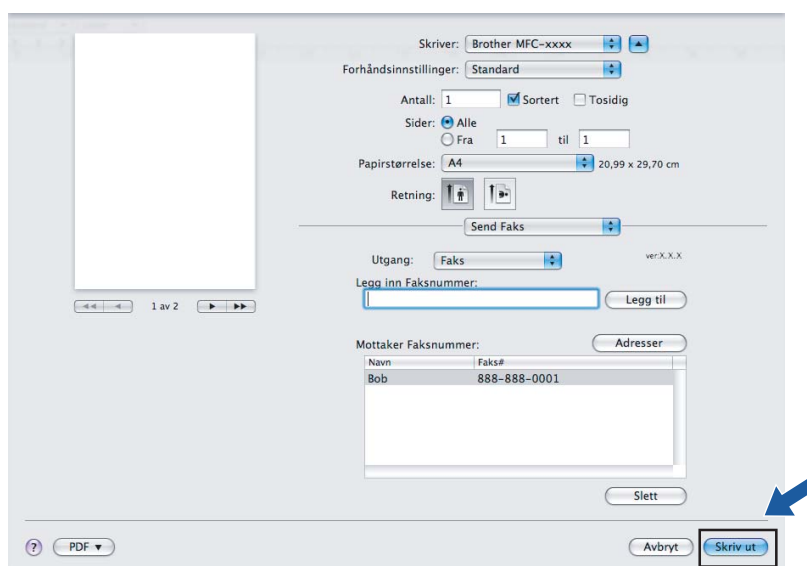 Skriver: Brother MFC-xxxx
Forhåndsinnstillinger: Standard
Antall: 1 Sortert Tosidig
Sider: Alle
Fra 1 til 1
Papirstørrelse: A4 20,99 x 29,70 cm
Retning:
Send Faks
Utgang: Faks ver:X.X.X
Legg inn Faksnummer:
Legg til
1 av 2
Mottaker Faksnummer: Adresser
Navn Faks#
Bob 888-888-0001
Slett
? PDF Avbryt Skriv ut